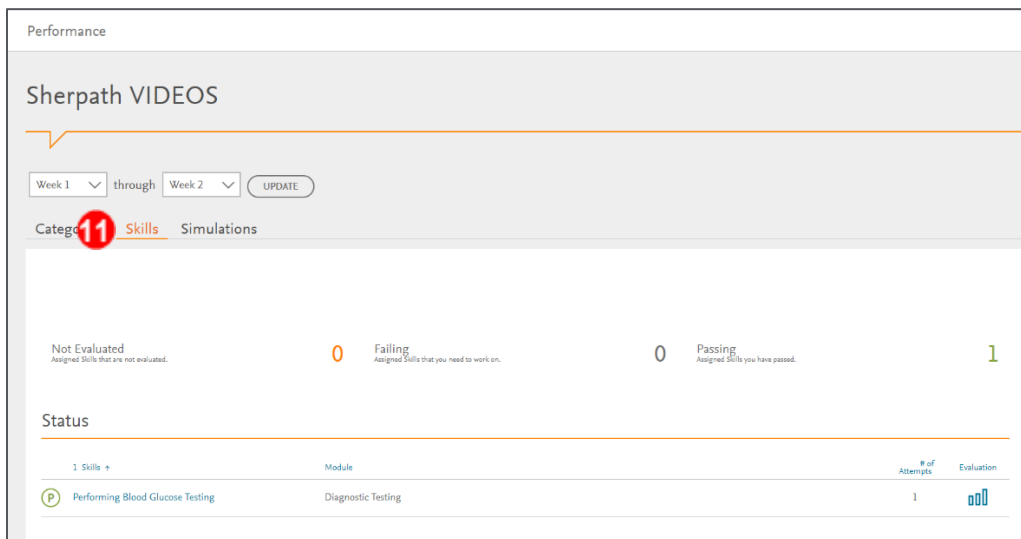 Performance
Sherpath VIDEOS
Week 1 through Week 2 UPDATE
11 Skills Simulations
Not Evaluated 0 Failing 0 Passing 1
Assigned Skills that are not evaluated. Assigned Skills that you need to work on. Assigned Skills you have passed.
Status
1 Skills ↑ Module # of Attempts Evaluation
P Performing Blood Glucose Testing Diagnostic Testing 1